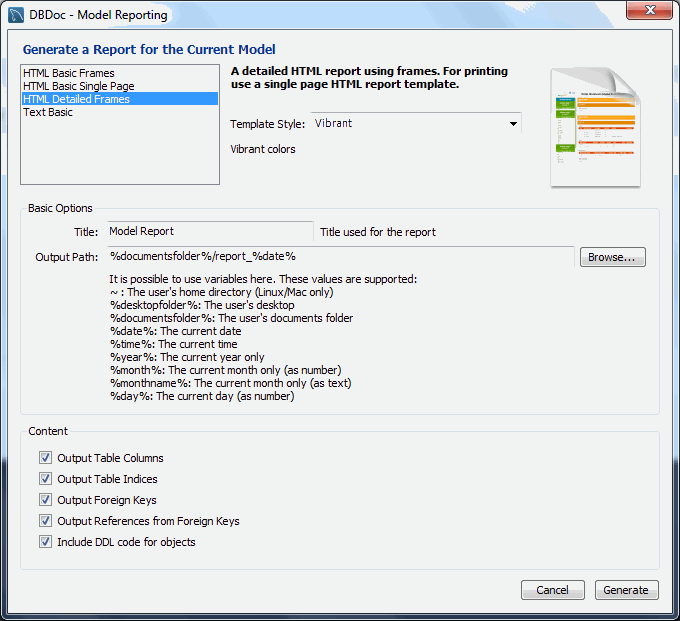 DBDoc - Model Reporting
Generate a Report for the Current Model
HTML Basic Frames
HTML Basic Single Page
HTML Detailed Frames
Text Basic
A detailed HTML report using frames. For printing
use a single page HTML report template.
Template Style: Vibrant
Vibrant colors
Basic Options
Title: Model Report Title used for the report
Output Path: %documentsfolder%/report_%date% Browse...
It is possible to use variables here. These values are supported:
~ : The user's home directory (Linux/Mac only)
%desktopfolder%: The user's desktop
%documentsfolder%: The user's documents folder
%date%: The current date
%time%: The current time
%year%: The current year only
%month%: The current month only (as number)
%monthname%: The current month only (as text)
%day%: The current day (as number)
Content
Output Table Columns
Output Table Indices
Output Foreign Keys
Output References from Foreign Keys
Include DDL code for objects
Cancel Generate